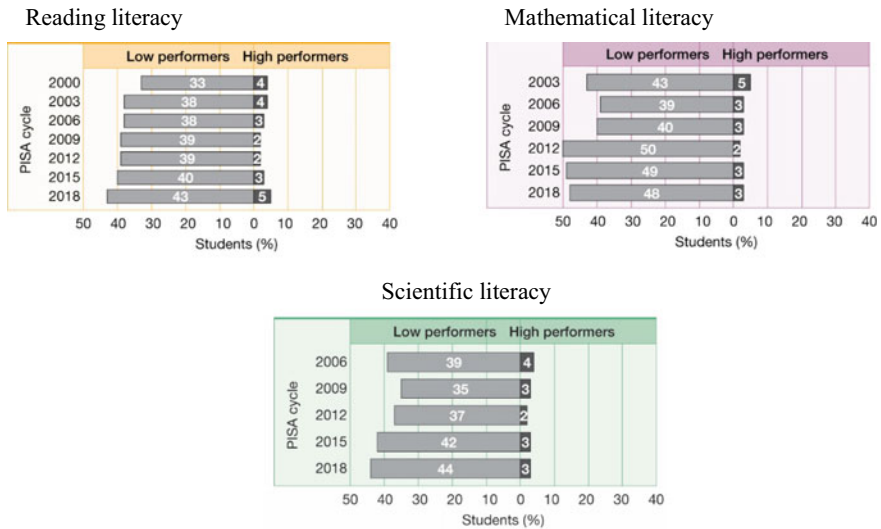 Reading literacy
Low performers High performers
PISA cycle
2000 33 4
2003 38 4
2006 38 3
2009 39 2
2012 39 2
2015 40 3
2018 43 5
50 40 30 20 10 0 10 20 30 40
Students (%)
Mathematical literacy
Low performers High performers
PISA cycle
2003 43 5
2006 39 3
2009 40 3
2012 50 2
2015 49 3
2018 48 3
50 40 30 20 10 0 10 20 30 40
Students (%)
Scientific literacy
Low performers High performers
PISA cycle
2006 39 4
2009 35 3
2012 37 2
2015 42 3
2018 44 3
50 40 30 20 10 0 10 20 30 40
Students (%)